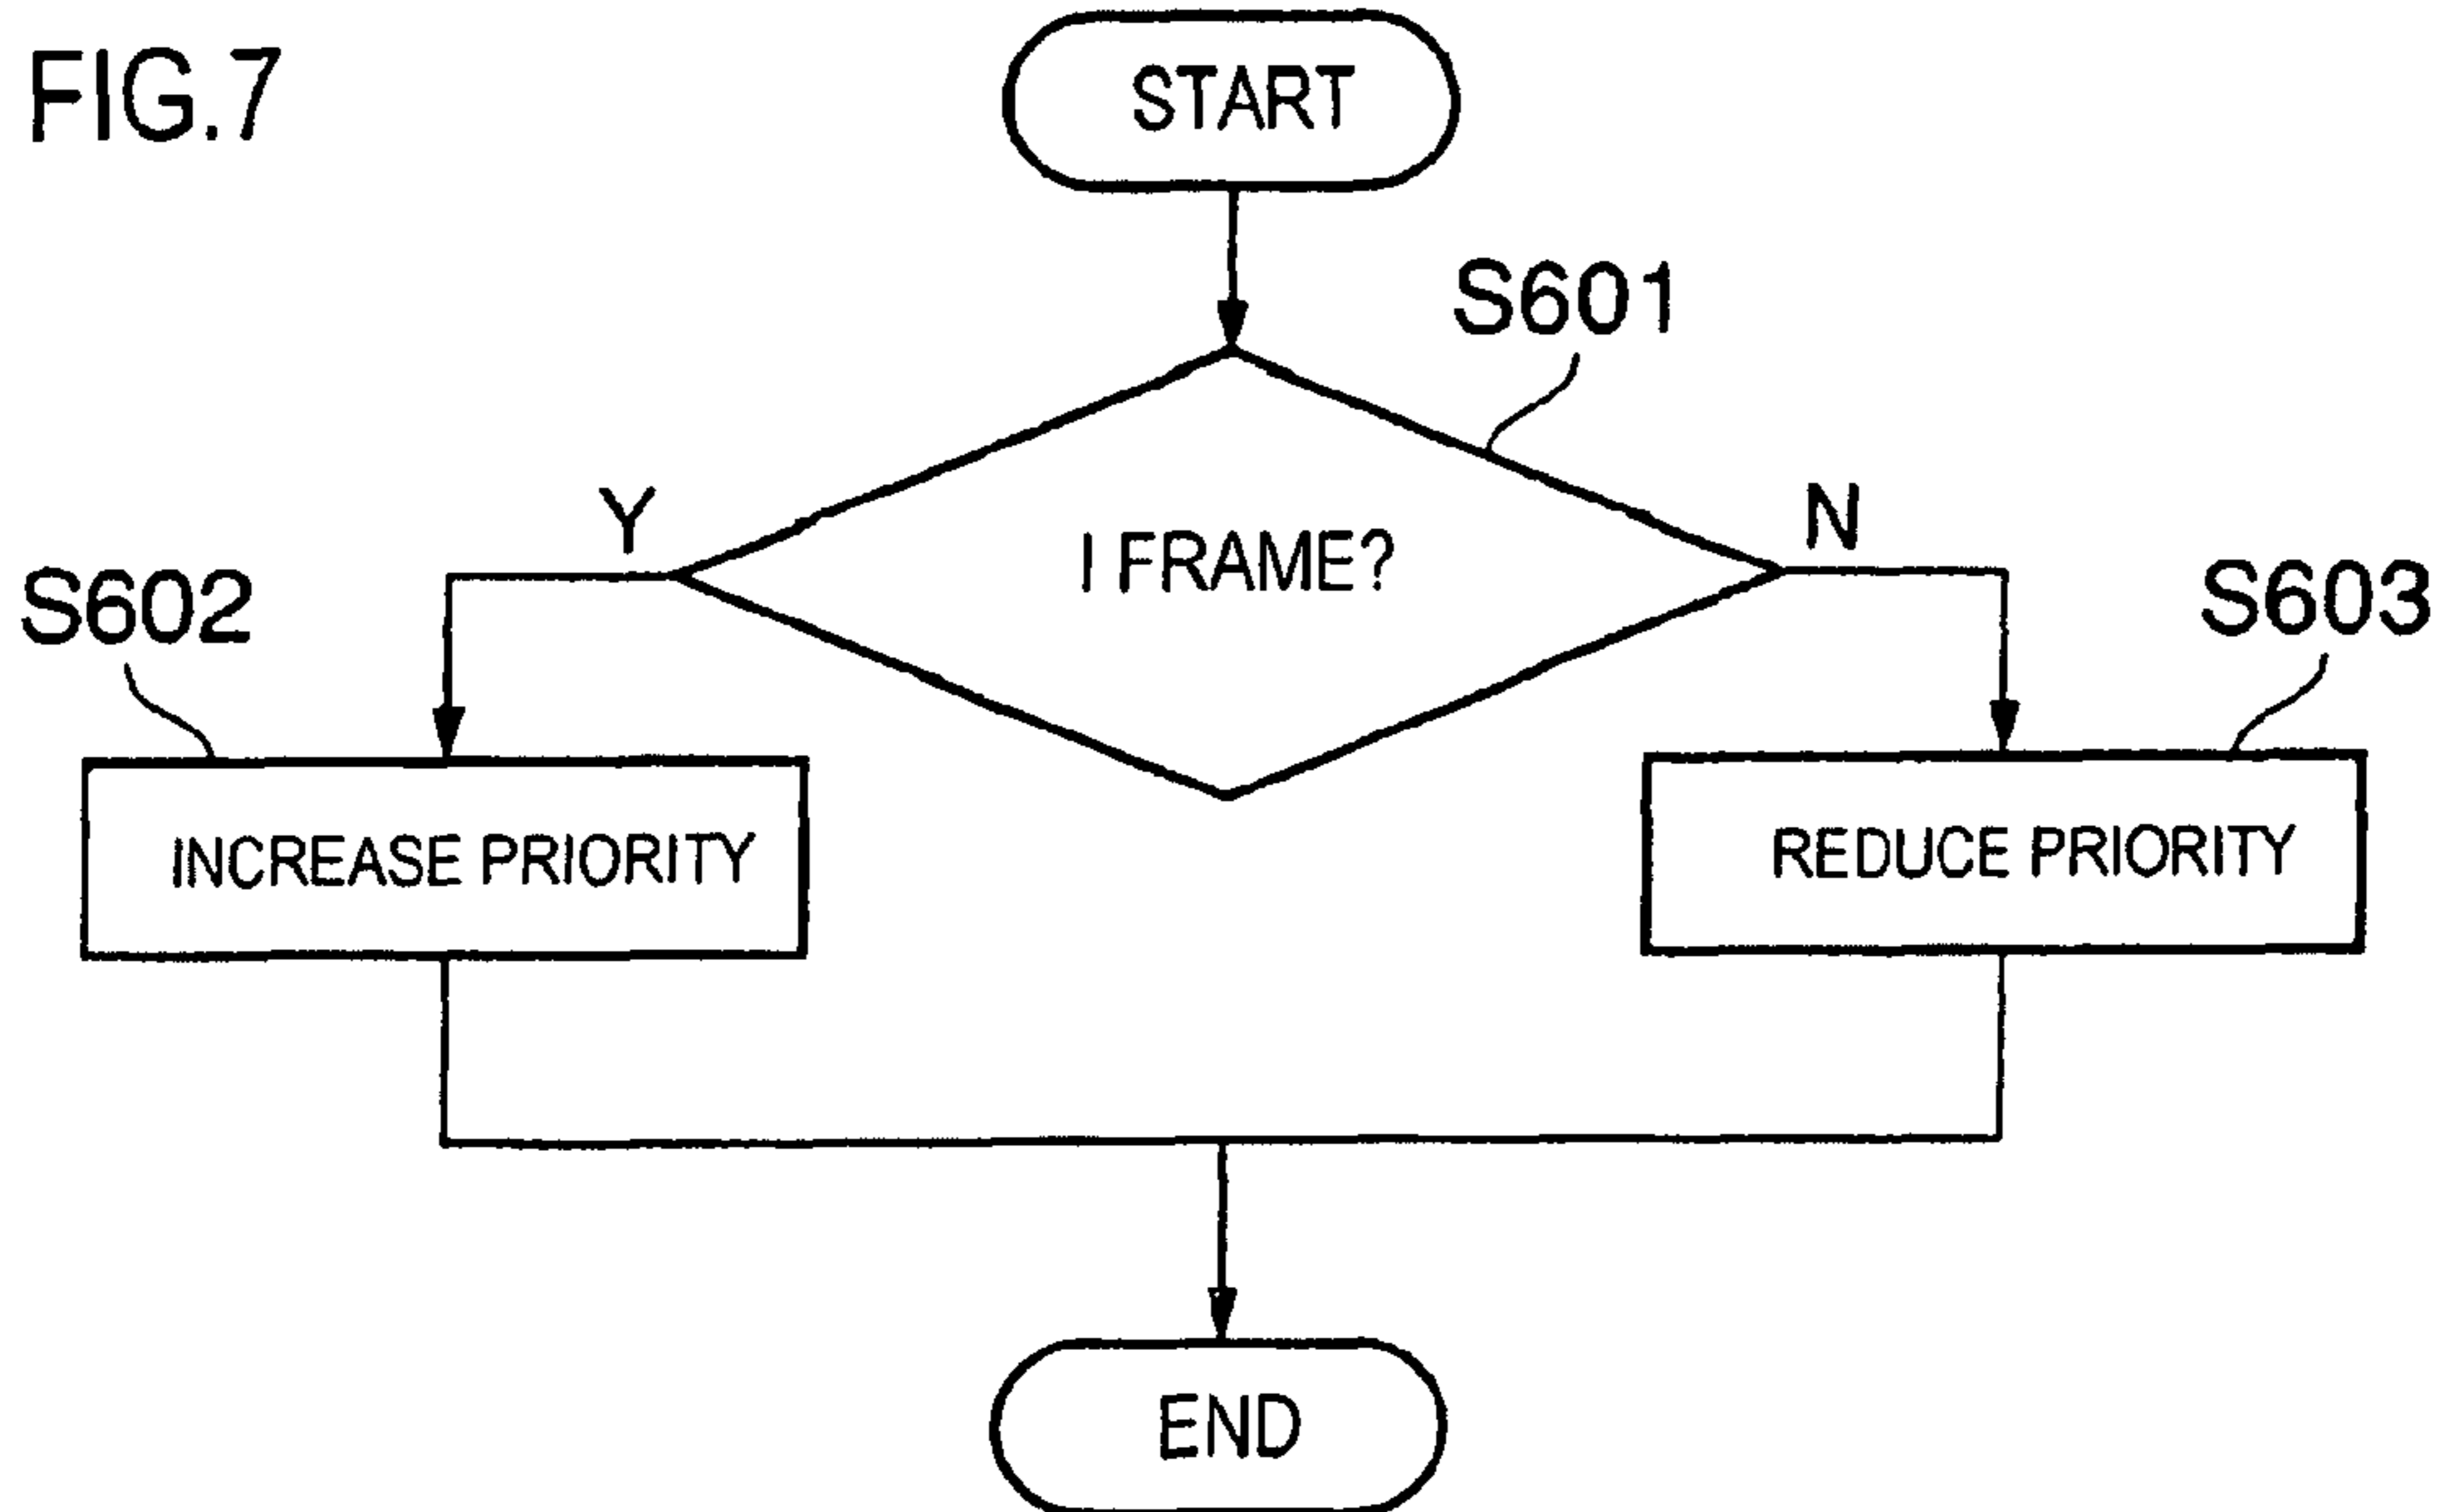 FIG.7
START
S601
I FRAME?
Y
N
S602
S603
INCREASE PRIORITY
REDUCE PRIORITY
END